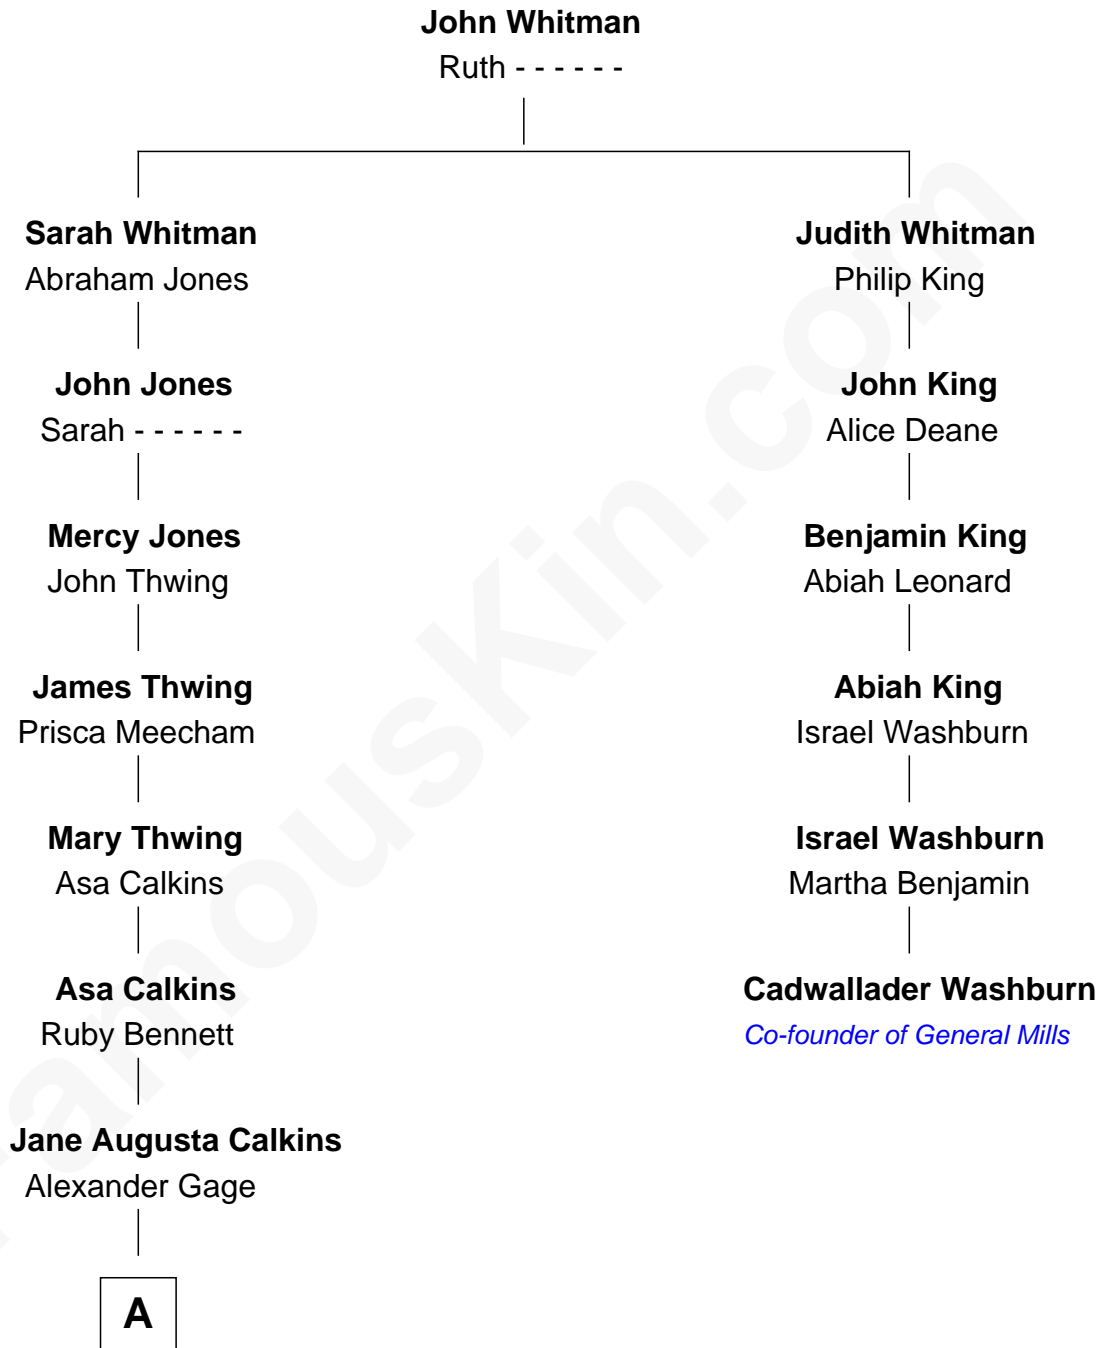 John Whitman
Ruth - - - - - -
Sarah Whitman
Abraham Jones
John Jones
Sarah - - - - - -
Mercy Jones
John Thwing
James Thwing
Prisca Meecham
Mary Thwing
Asa Calkins
Asa Calkins
Ruby Bennett
Jane Augusta Calkins
Alexander Gage
A
Judith Whitman
Philip King
John King
Alice Deane
Benjamin King
Abiah Leonard
Abiah King
Israel Washburn
Israel Washburn
Martha Benjamin
Cadwallader Washburn
Co-founder of General Mills
FamousKin.com